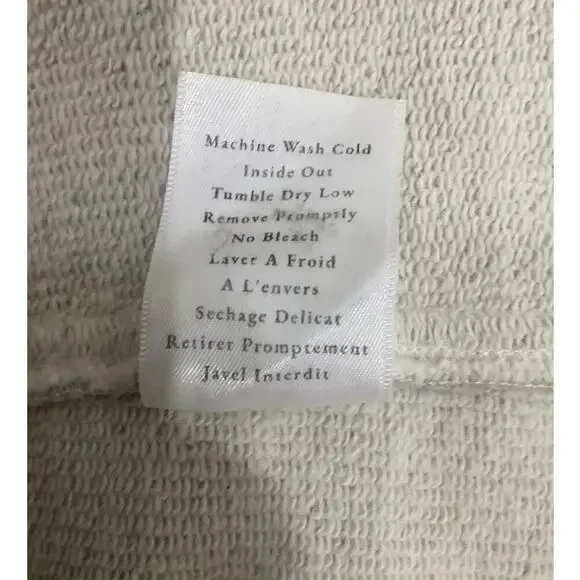 Machine Wash Cold
Inside Out
Tumble Dry Low
Remove Promptly
No Bleach
Laver A Froid
A L'envers
Sechage Delicat
Retirer Promptement
Javel Interdit